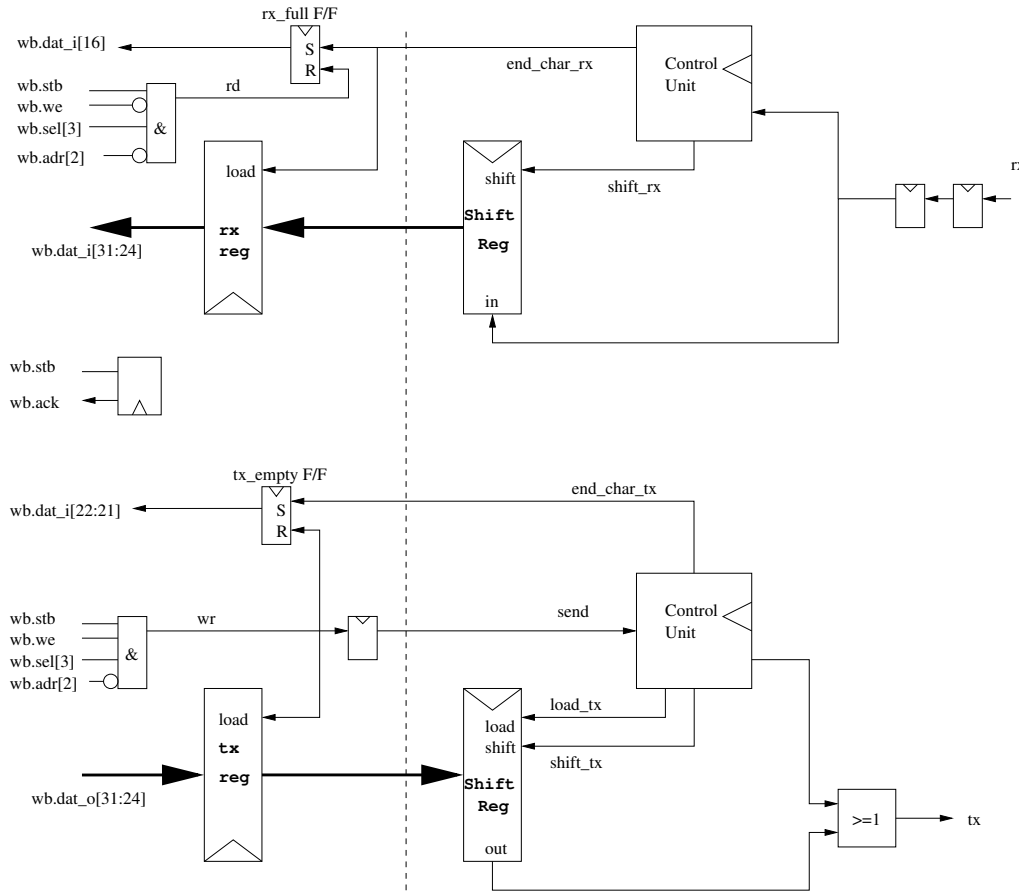 rx_full F/F
wb.dat_i[16]
S
R
end_char_rx
Control
Unit
wb.stb
wb.we
wb.sel[3]
wb.adr[2]
&
rd
load
shift
shift_rx
Shift
Reg
rx
reg
wb.dat_i[31:24]
in
wb.stb
wb.ack
tx_empty F/F
wb.dat_i[22:21]
S
R
end_char_tx
wb.stb
wb.we
wb.sel[3]
wb.adr[2]
&
wr
send
Control
Unit
load
tx
reg
load_tx
load
shift
shift_tx
Shift
Reg
wb.dat_o[31:24]
out
>=1
tx